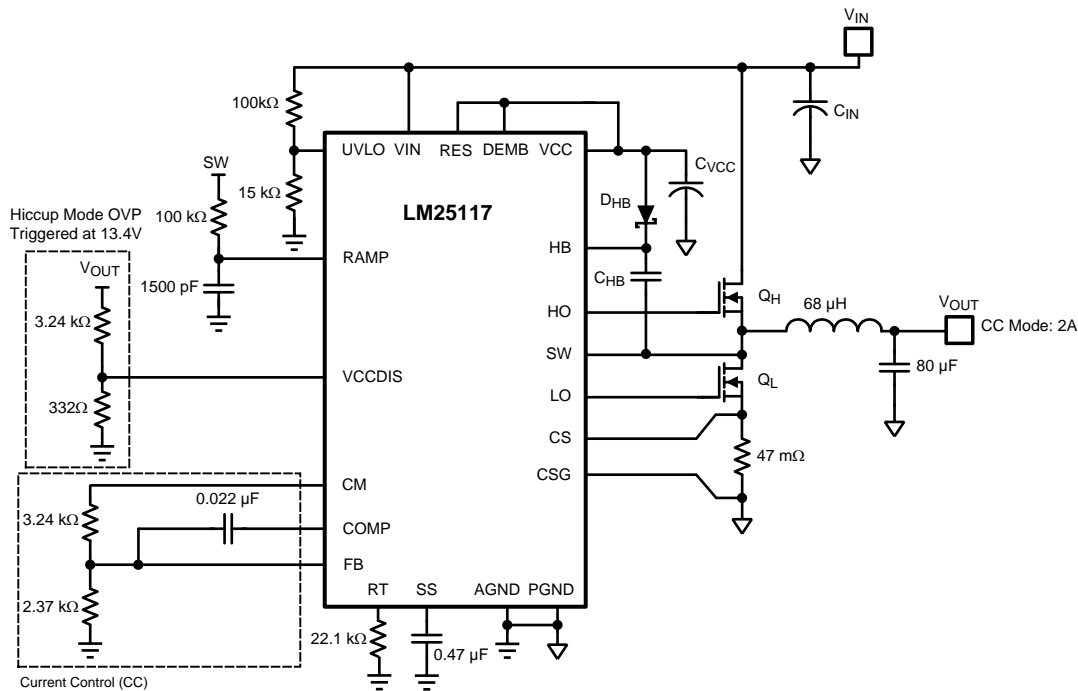 V_IN
100kΩ
C_IN
UVLO VIN RES DEMB VCC
SW
15 kΩ
C_VCC
LM25117
D_HB
100 kΩ
Hiccup Mode OVP
Triggered at 13.4V
HB
RAMP
V_OUT
1500 pF
C_HB
Q_H
68 µH
V_OUT
3.24 kΩ
HO
CC Mode: 2A
SW
VCCDIS
Q_L
80 µF
LO
332Ω
CS
47 mΩ
CSG
CM
0.022 µF
3.24 kΩ
COMP
FB
RT SS AGND PGND
2.37 kΩ
22.1 kΩ
0.47 µF
Current Control (CC)